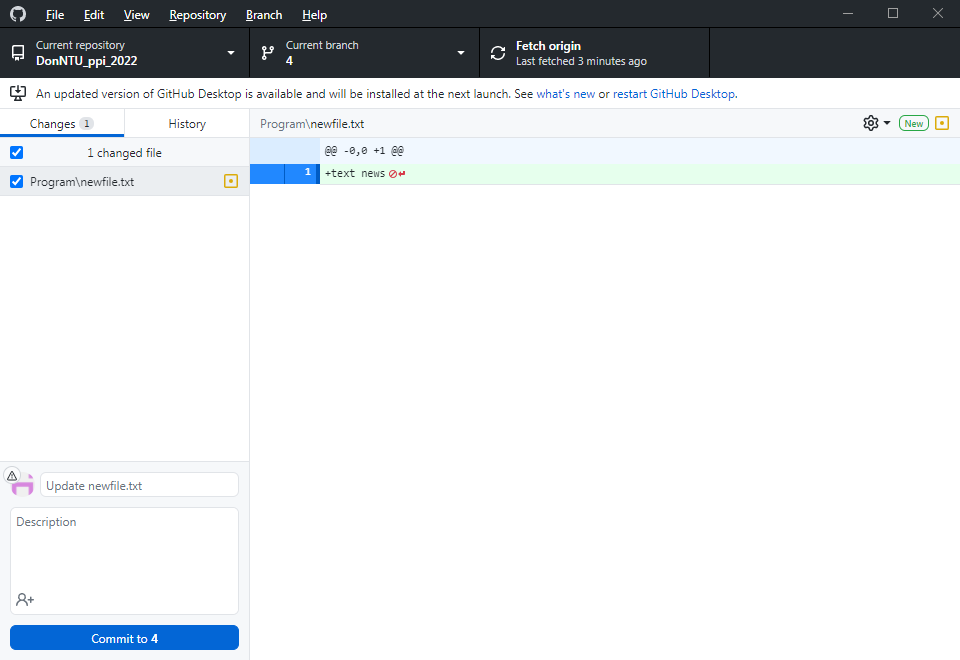 File Edit View Repository Branch Help
Current repository
DonNTU_ppi_2022
Current branch
4
Fetch origin
Last fetched 3 minutes ago
An updated version of GitHub Desktop is available and will be installed at the next launch. See what's new or restart GitHub Desktop.
Changes 1 History
Program\newfile.txt New
1 changed file
@@ -0,0 +1 @@
Program\newfile.txt
1 +text news
Update newfile.txt
Description
Commit to 4